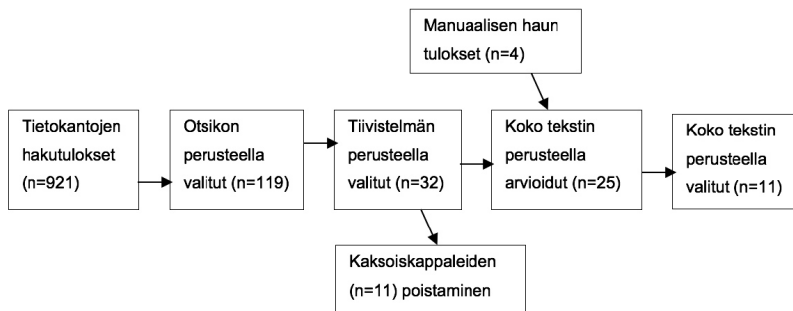 Manuaalisen haun
tulokset (n=4)
Tietokantojen
hakutulokset
(n=921)
Otsikon
perusteella
valitut (n=119)
Tiivistelmän
perusteella
valitut (n=32)
Koko tekstin
perusteella
arvioidut (n=25)
Koko tekstin
perusteella
valitut (n=11)
Kaksoiskappaleiden
(n=11) poistaminen